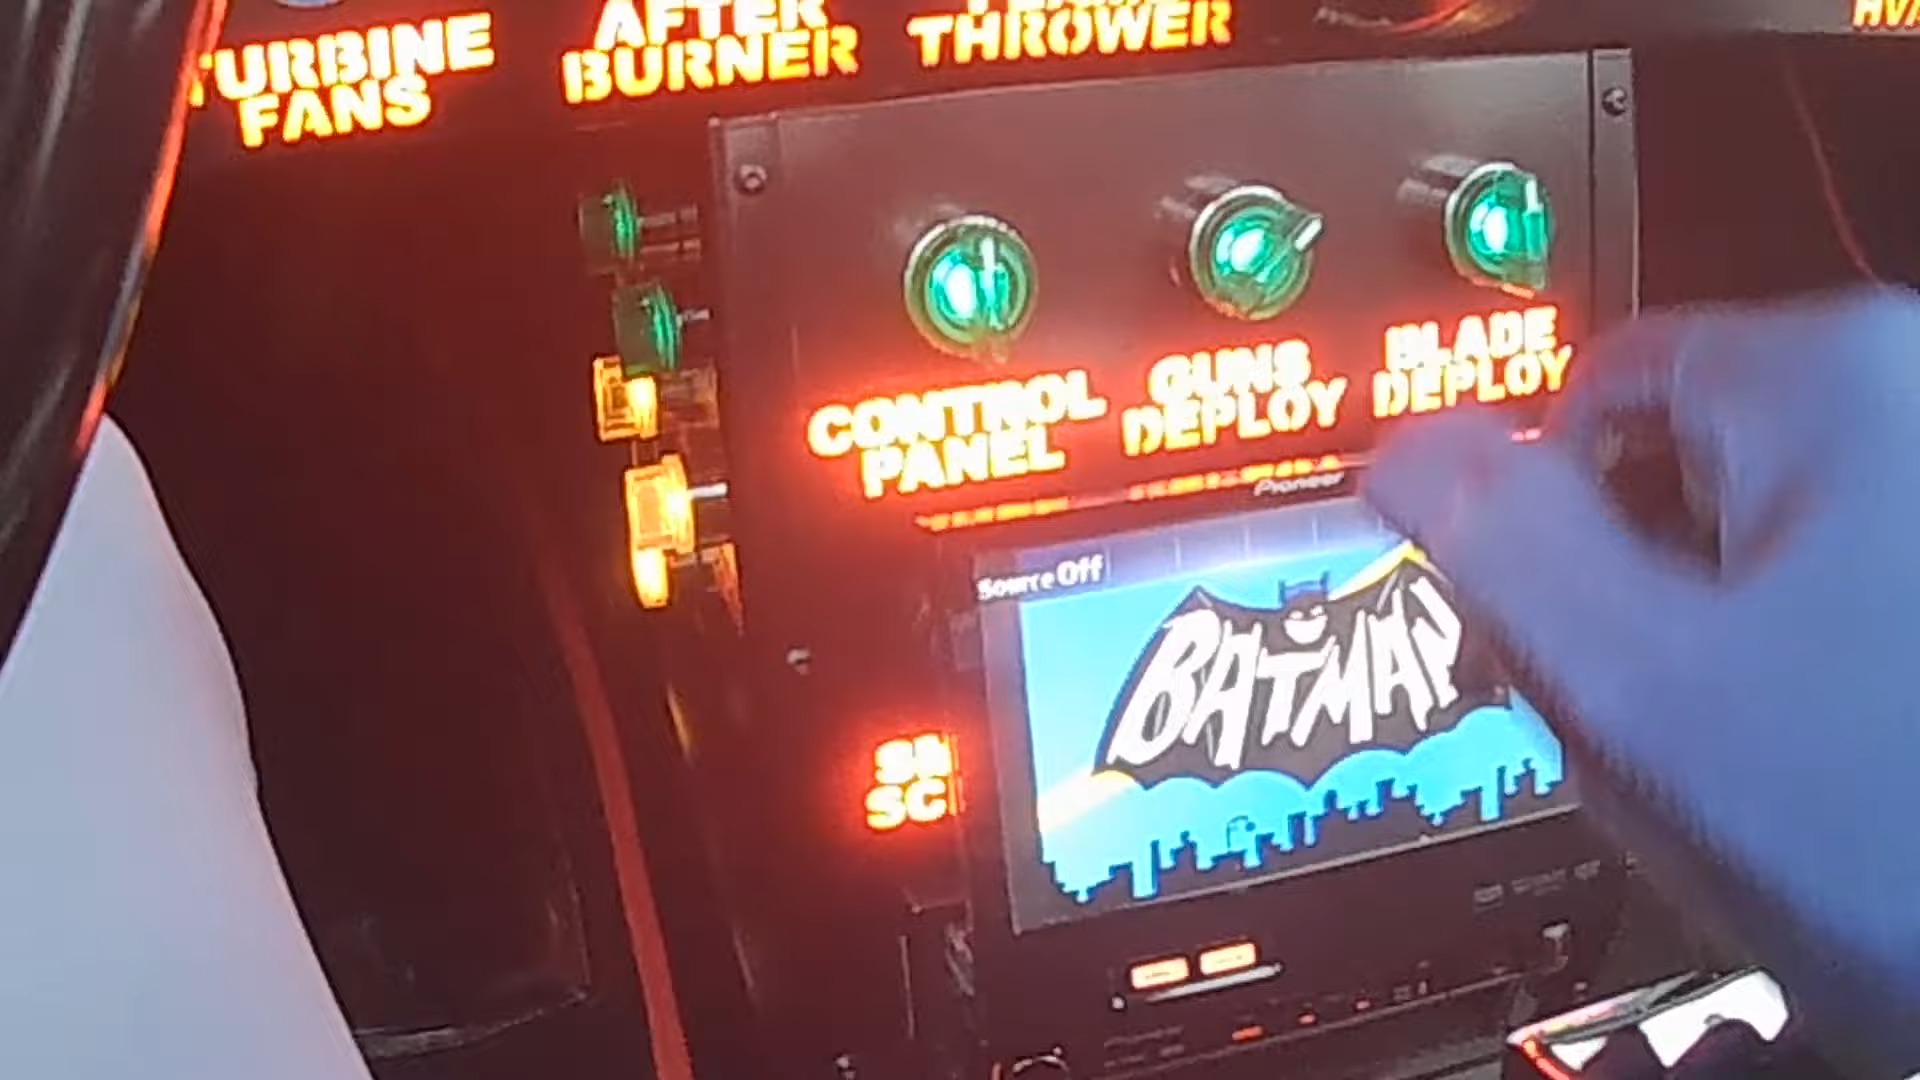 TURBINE
FANS
AFTER
BURNER
THROWER
CONTROL
PANEL
GUNS
DEPLOY
BLADE
DEPLOY
Pioneer
Source Off
BATMAN